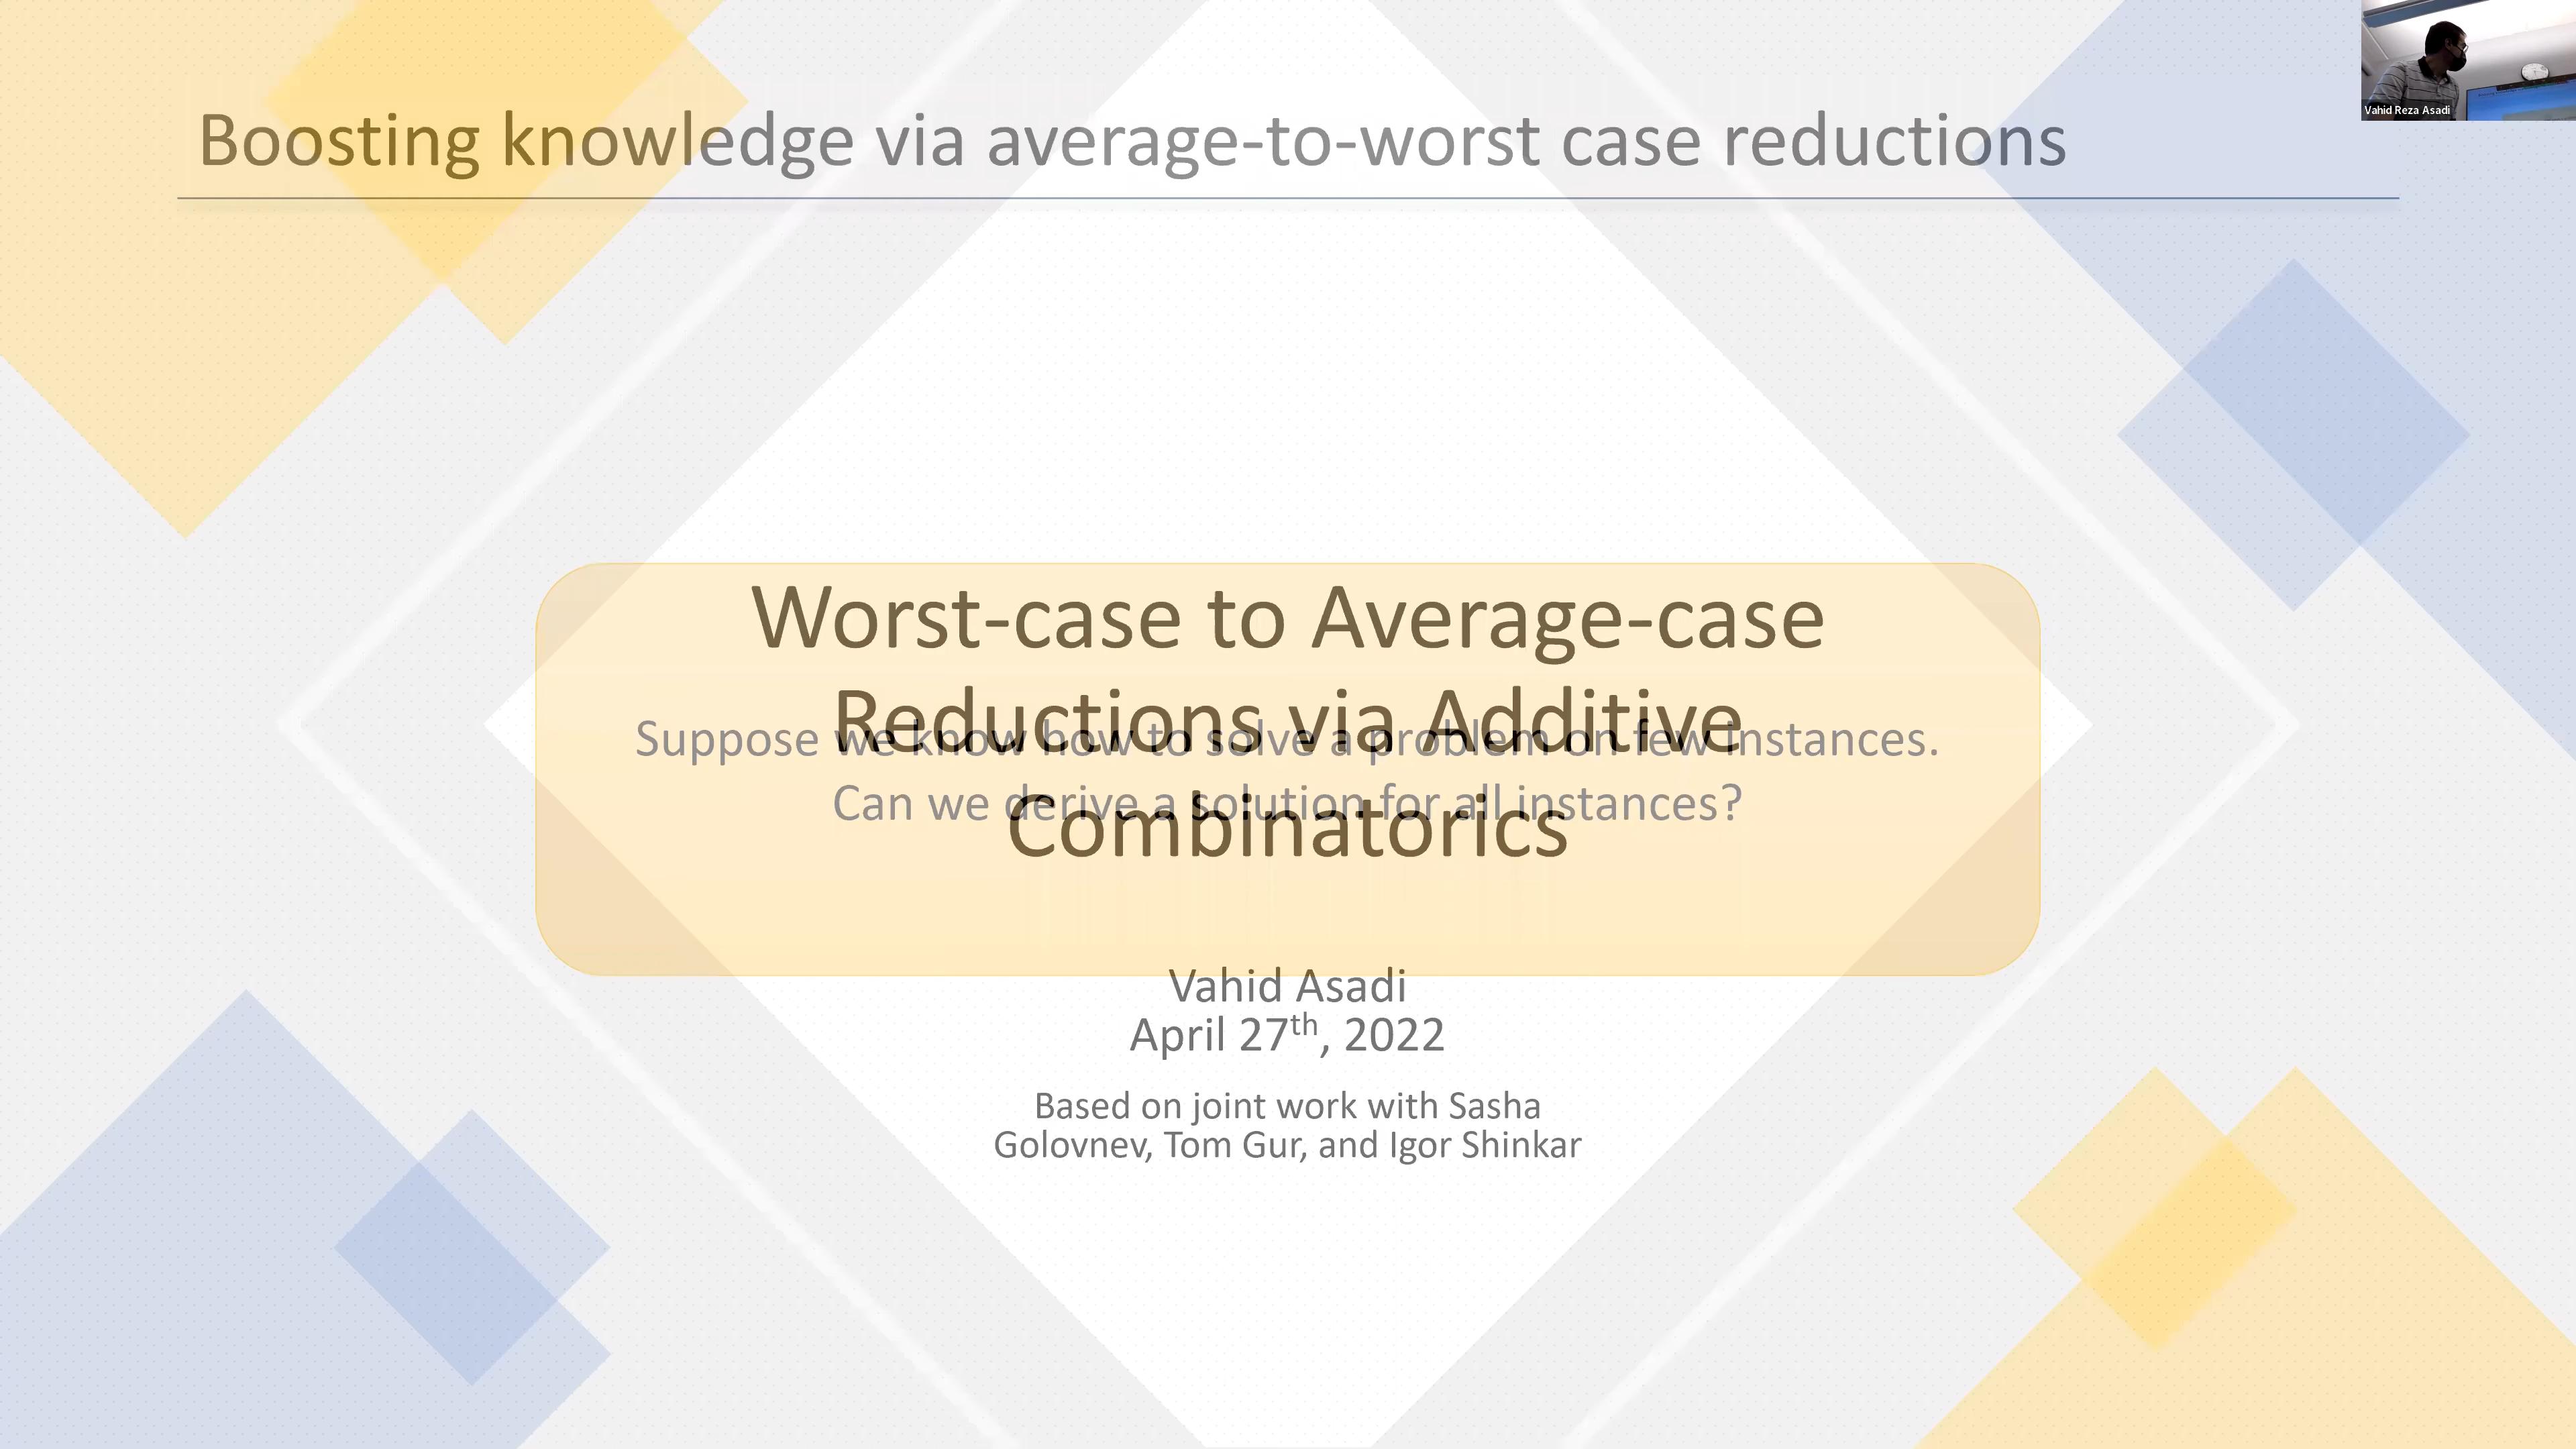 Vahid Reza Asadi
Boosting knowledge via average-to-worst case reductions
Worst-case to Average-case
Reductions via Additive
Combinatorics
Suppose we know how to solve a problem on few instances.
Can we derive a solution for all instances?
Vahid Asadi
April 27th, 2022
Based on joint work with Sasha
Golovnev, Tom Gur, and Igor Shinkar